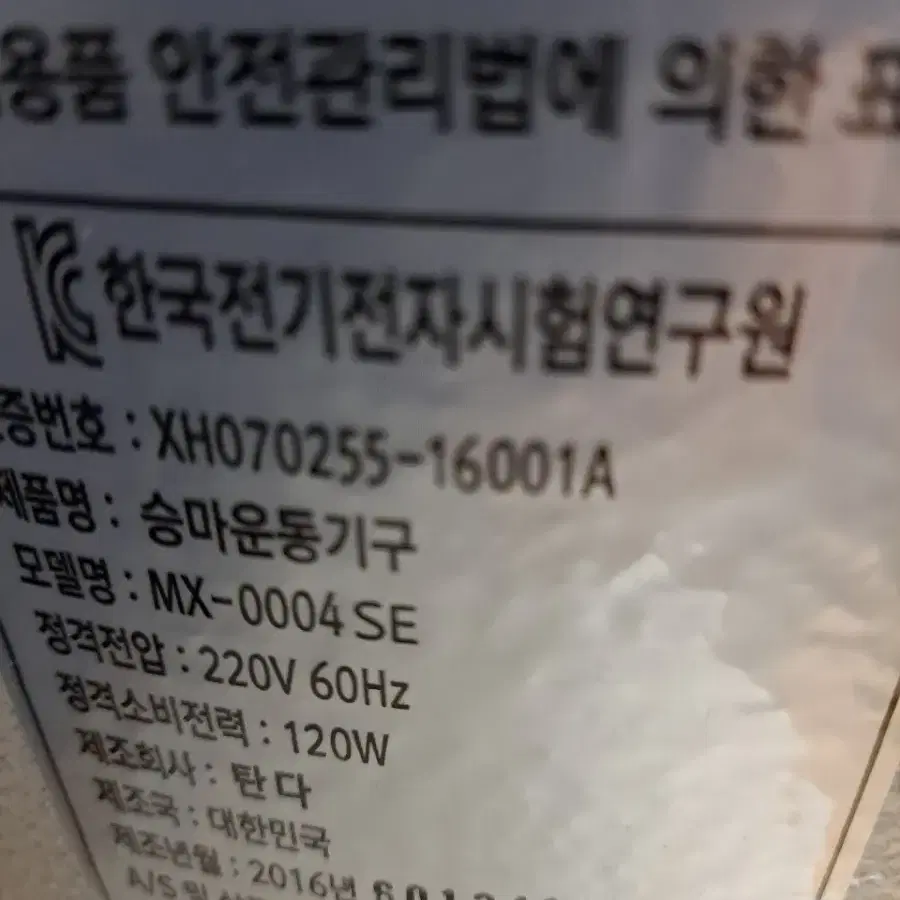 용품 안전관리법에 의한 표
한국전기전자시험연구원
증번호 : XH070255-16001A
제품명 : 승마운동기구
모델명 : MX-0004 SE
정격전압 : 220V 60Hz
정격소비전력 : 120W
제조회사 : 탄다
제조국 : 대한민국
제조년월 : 2016년
A/S 및